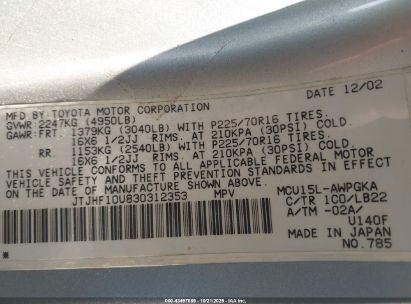 DATE 12/02
MFD BY TOYOTA MOTOR CORPORATION
GVWR 2247KG (4950LB)
GAWR: FRT 1379KG (3040LB) WITH P225/70R16 TIRES.
16X6 1/2JJ RIMS. AT 210KPA (30PSI) COLD.
RR. 1153KG (2540LB) WITH P225/70R16 TIRES.
16X6 1/2JJ RIMS. AT 210KPA (30PSI) COLD.
THIS VEHICLE CONFORMS TO ALL APPLICABLE FEDERAL MOTOR
VEHICLE SAFETY, BUMPER, AND THEFT PREVENTION STANDARDS
IN EFFECT ON THE DATE OF MANUFACTURE SHOWN ABOVE.
JTJHF10U830312353 MPV MCU15L-AWPGKA
C/TR 1C0/LB22
A/TM -02A/
U140F
MADE IN JAPAN
NO.785